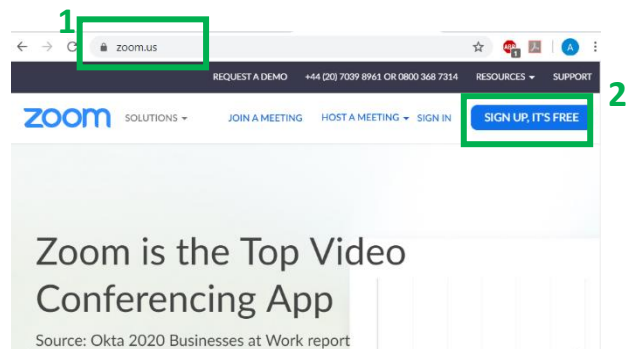 1
zoom.us
REQUEST A DEMO +44 (20) 7039 8961 OR 0800 368 7314 RESOURCES SUPPORT
2
zoom SOLUTIONS JOIN A MEETING HOST A MEETING SIGN IN SIGN UP, IT'S FREE
Zoom is the Top Video
Conferencing App
Source: Okta 2020 Businesses at Work report